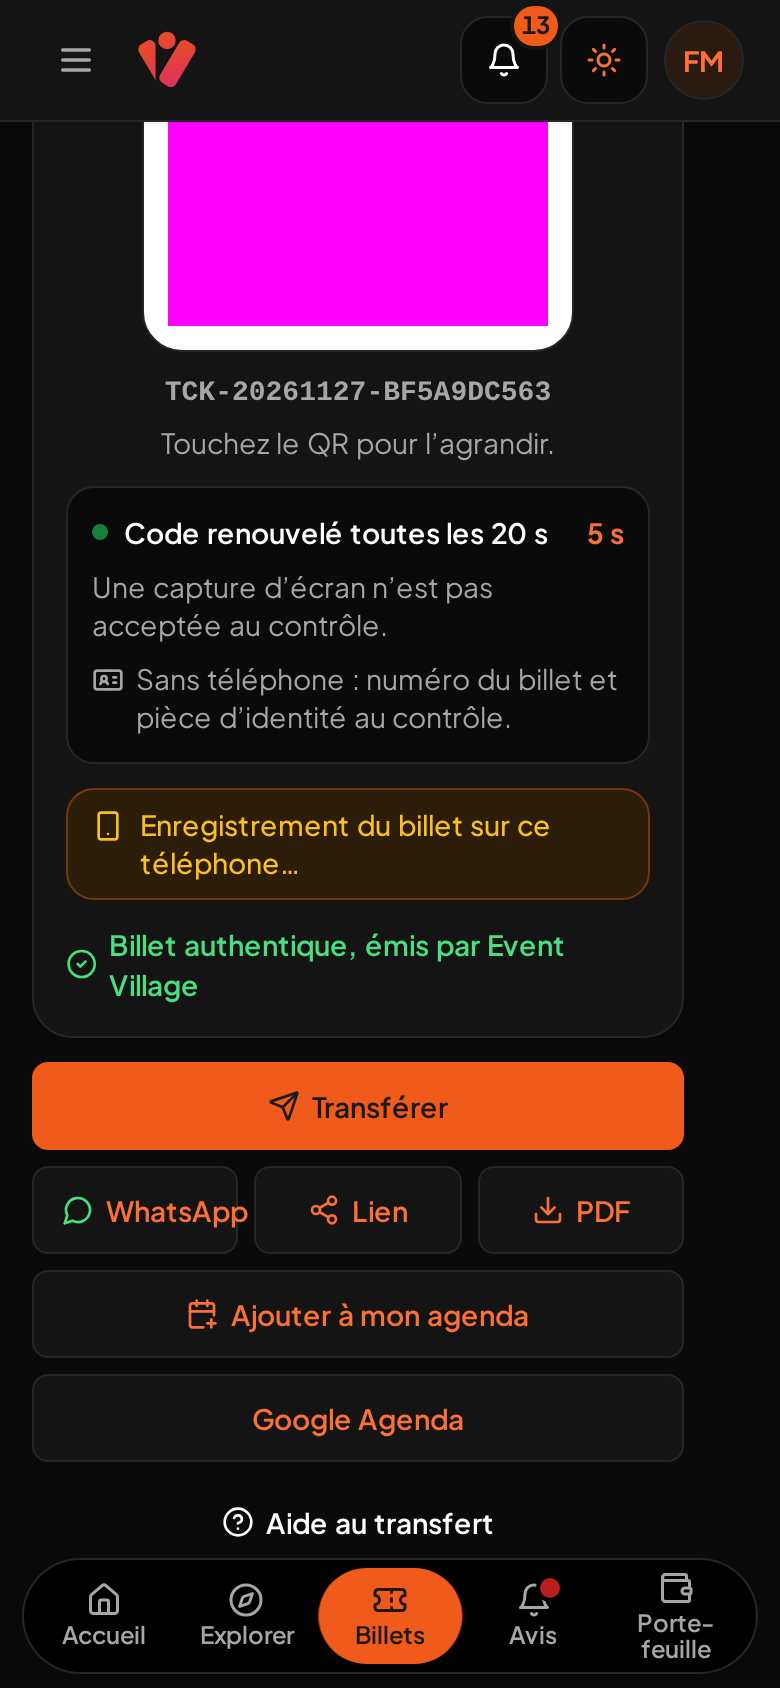 13
FM
TCK-20261127-BF5A9DC563
Touchez le QR pour l’agrandir.
Code renouvelé toutes les 20 s 5 s
Une capture d’écran n’est pas
acceptée au contrôle.
Sans téléphone : numéro du billet et
pièce d’identité au contrôle.
Enregistrement du billet sur ce
téléphone…
Billet authentique, émis par Event
Village
Transférer
WhatsApp
Lien
PDF
Ajouter à mon agenda
Google Agenda
Aide au transfert
Accueil
Explorer
Billets
Avis
Porte-
feuille